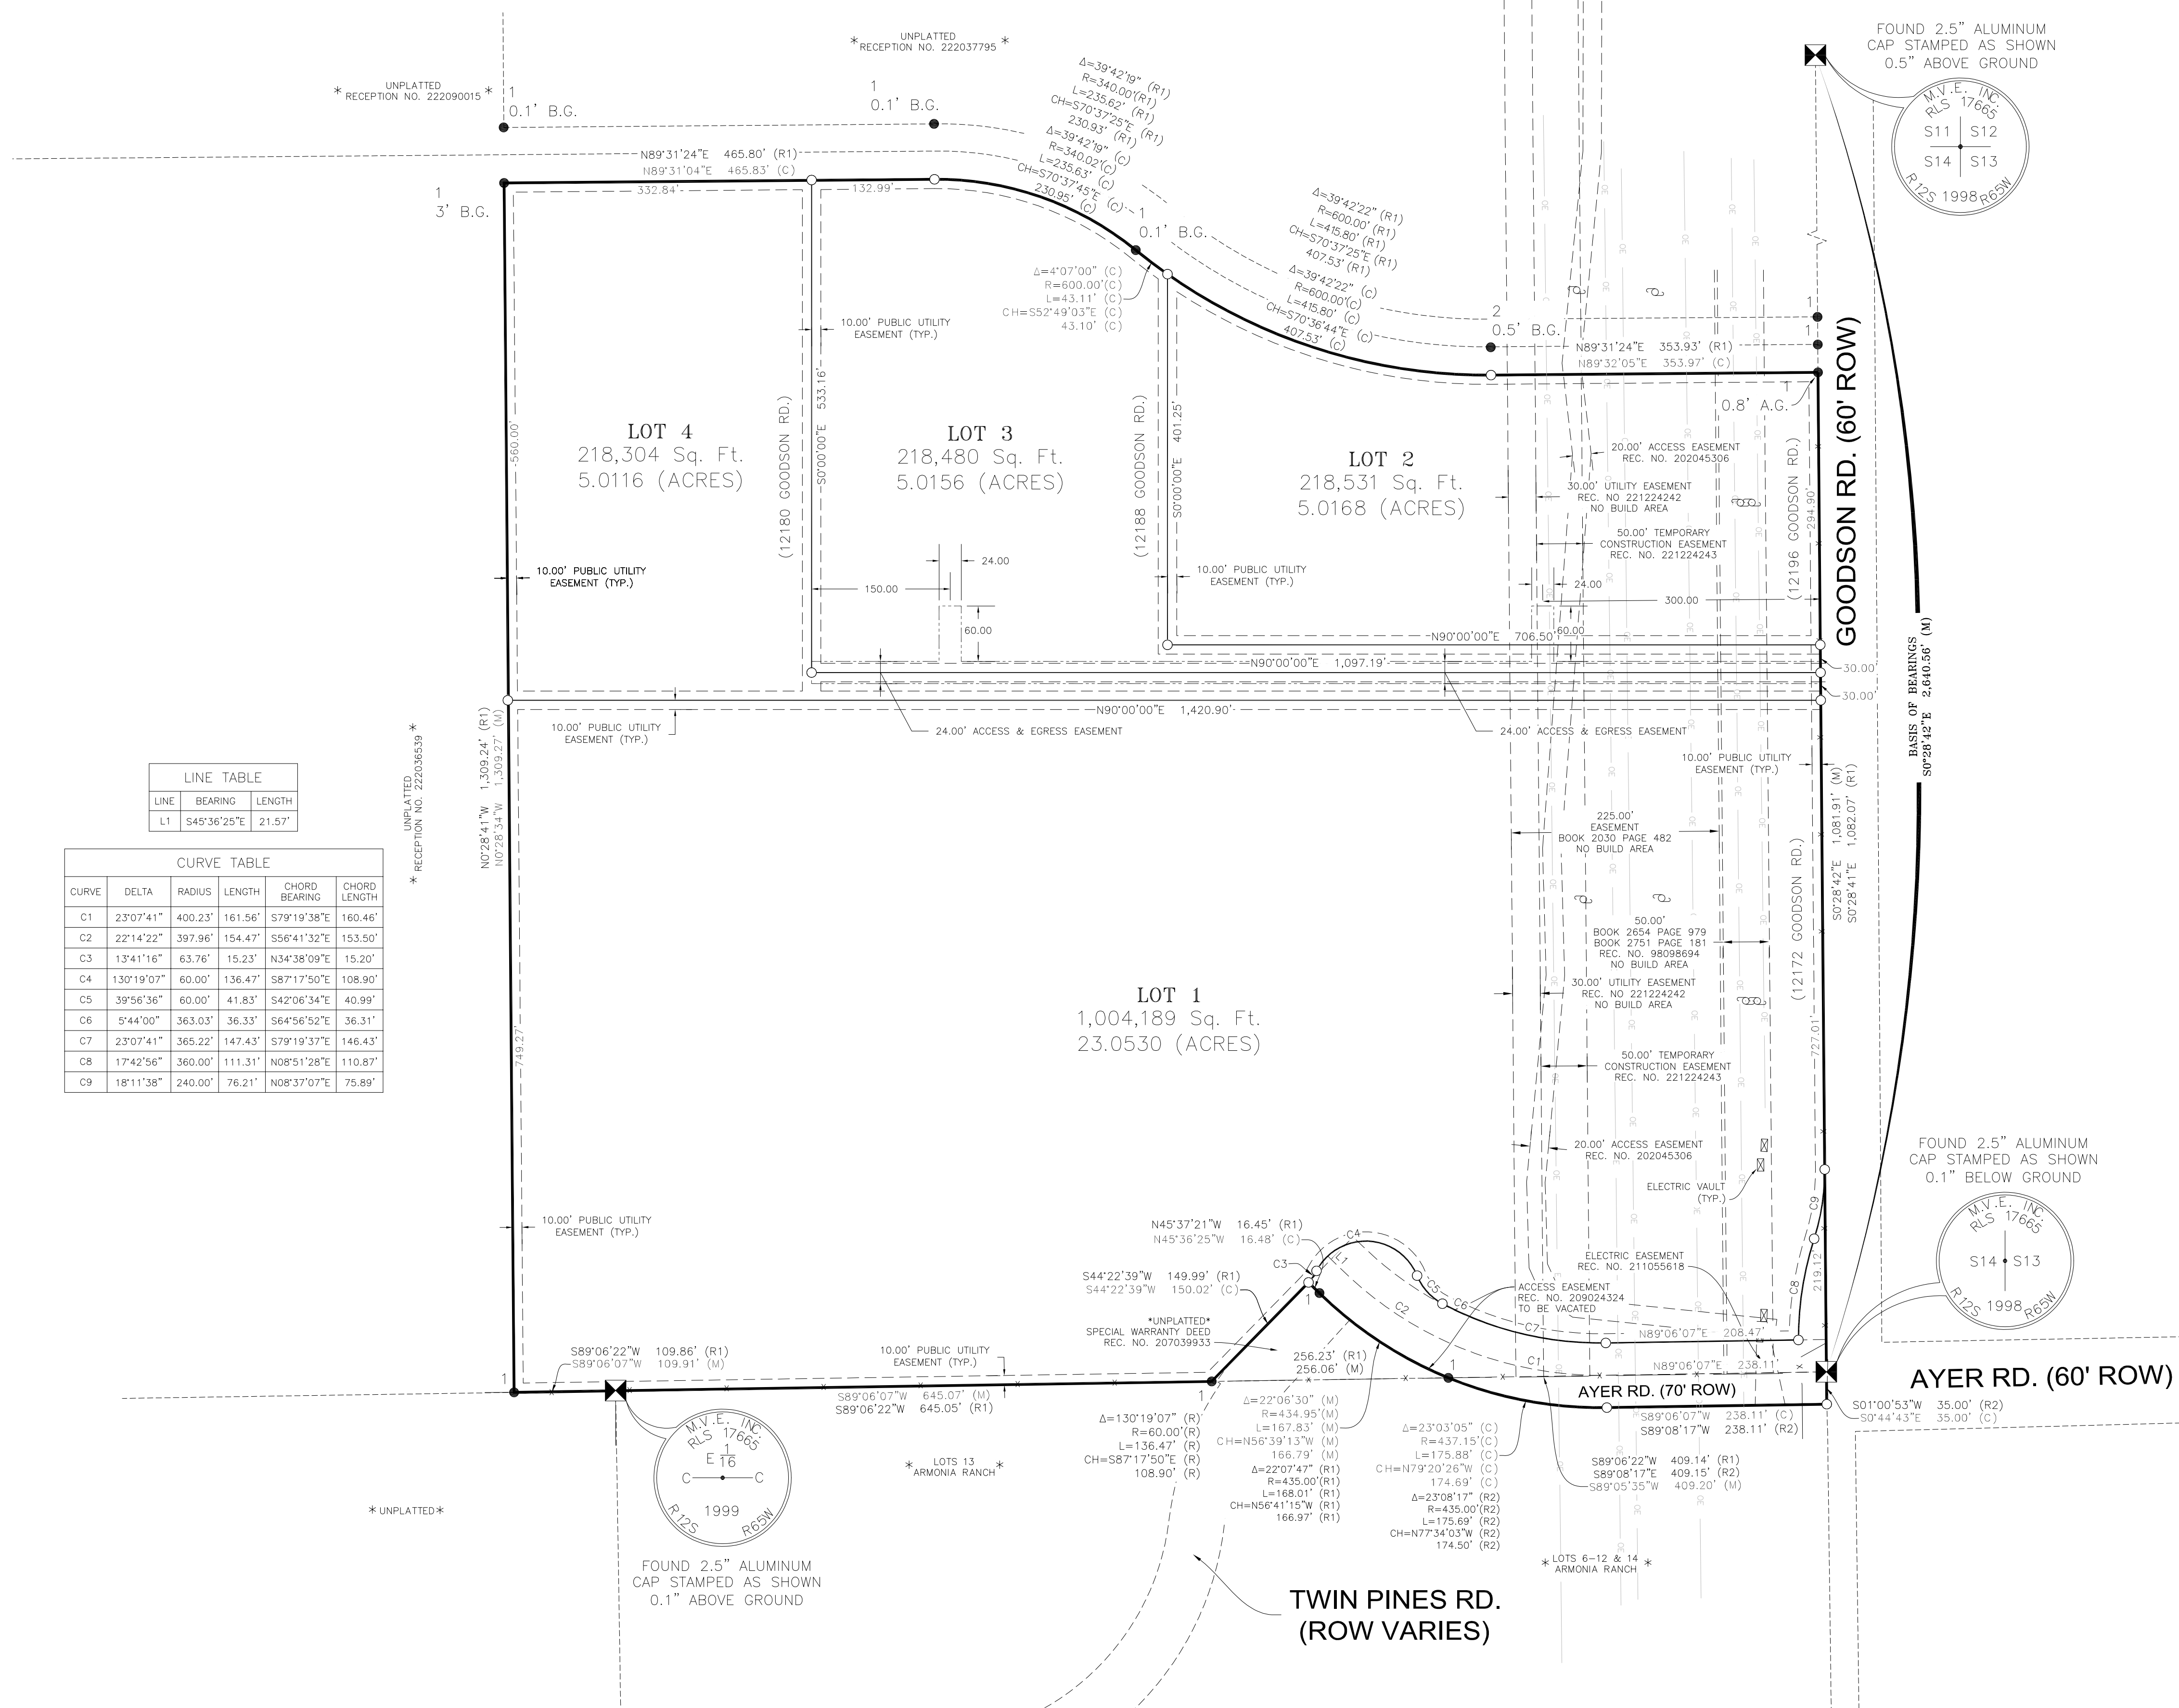 * UNPLATTED *
RECEPTION NO. 222037795
* UNPLATTED *
RECEPTION NO. 222090015
1
0.1' B.G.
1
0.1' B.G.
Δ=39°42'19" (R1)
R=340.00'(R1)
L=235.62' (R1)
CH=S70°37'25"E (R1)
230.93' (R1)
Δ=39°42'19" (C)
R=340.02'(C)
L=235.63' (C)
CH=S70°37'45"E (C)
230.95' (C)
FOUND 2.5" ALUMINUM
CAP STAMPED AS SHOWN
0.5" ABOVE GROUND
M.V.E. INC.
RLS 17665
S11 S12
S14 S13
R12S 1998 R65W
N89°31'24"E 465.80' (R1)
N89°31'04"E 465.83' (C)
332.84'
132.99'
1
3' B.G.
1
0.1' B.G.
Δ=39°42'22" (R1)
R=600.00' (R1)
L=415.80' (R1)
CH=S70°37'25"E (R1)
407.53' (R1)
Δ=39°42'22" (C)
R=600.00'(C)
L=415.80' (C)
CH=S70°36'44"E (C)
407.53' (C)
Δ=4°07'00" (C)
R=600.00'(C)
L=43.11' (C)
CH=S52°49'03"E (C)
43.10' (C)
2
0.5' B.G.
1
1
N89°31'24"E 353.93' (R1)
N89°32'05"E 353.97' (C)
1
0.8' A.G.
GOODSON RD. (60' ROW)
10.00' PUBLIC UTILITY
EASEMENT (TYP.)
560.00'
LOT 4
218,304 Sq. Ft.
5.0116 (ACRES)
(12180 GOODSON RD.)
S0°00'00"E 533.16'
LOT 3
218,480 Sq. Ft.
5.0156 (ACRES)
(12188 GOODSON RD.)
S0°00'00"E 401.25'
LOT 2
218,531 Sq. Ft.
5.0168 (ACRES)
(12196 GOODSON RD.)
294.90'
20.00' ACCESS EASEMENT
REC. NO. 202045306
30.00' UTILITY EASEMENT
REC. NO 221224242
NO BUILD AREA
50.00' TEMPORARY
CONSTRUCTION EASEMENT
REC. NO. 221224243
10.00' PUBLIC UTILITY
EASEMENT (TYP.)
10.00' PUBLIC UTILITY
EASEMENT (TYP.)
24.00
150.00
60.00
24.00
300.00
60.00
N90°00'00"E 706.50'
N90°00'00"E 1,097.19'
30.00'
30.00'
N90°00'00"E 1,420.90'
10.00' PUBLIC UTILITY
EASEMENT (TYP.)
24.00' ACCESS & EGRESS EASEMENT
24.00' ACCESS & EGRESS EASEMENT
BASIS OF BEARINGS
S0°28'42"E 2,640.56' (M)
* UNPLATTED *
RECEPTION NO. 222036539
N0°28'41"W 1,309.24' (R1)
N0°28'34"W 1,309.27' (M)
10.00' PUBLIC UTILITY
EASEMENT (TYP.)
S0°28'42"E 1,081.91' (M)
S0°28'41"E 1,082.07' (R1)
LINE TABLE
LINE BEARING LENGTH
L1 S45°36'25"E 21.57'
CURVE TABLE
CURVE DELTA RADIUS LENGTH CHORD BEARING CHORD LENGTH
C1 23°07'41" 400.23' 161.56' S79°19'38"E 160.46'
C2 22°14'22" 397.96' 154.47' S56°41'32"E 153.50'
C3 13°41'16" 63.76' 15.23' N34°38'09"E 15.20'
C4 130°19'07" 60.00' 136.47' S87°17'50"E 108.90'
C5 39°56'36" 60.00' 41.83' S42°06'34"E 40.99'
C6 5°44'00" 363.03' 36.33' S64°56'52"E 36.31'
C7 23°07'41" 365.22' 147.43' S79°19'37"E 146.43'
C8 17°42'56" 360.00' 111.31' N08°51'28"E 110.87'
C9 18°11'38" 240.00' 76.21' N08°37'07"E 75.89'
225.00'
EASEMENT
BOOK 2030 PAGE 482
NO BUILD AREA
(12172 GOODSON RD.)
50.00'
BOOK 2654 PAGE 979
BOOK 2751 PAGE 181
REC. NO. 98098694
NO BUILD AREA
30.00' UTILITY EASEMENT
REC. NO 221224242
NO BUILD AREA
LOT 1
1,004,189 Sq. Ft.
23.0530 (ACRES)
749.27'
727.01'
50.00' TEMPORARY
CONSTRUCTION EASEMENT
REC. NO. 221224243
20.00' ACCESS EASEMENT
REC. NO. 202045306
ELECTRIC VAULT
(TYP.)
FOUND 2.5" ALUMINUM
CAP STAMPED AS SHOWN
0.1" BELOW GROUND
M.V.E. INC.
RLS 17665
S14 S13
R12S 1998 R65W
10.00' PUBLIC UTILITY
EASEMENT (TYP.)
N45°37'21"W 16.45' (R1)
N45°36'25"W 16.48' (C)
C3
C4
L1
C5
C6
C2
C7
C1
C8
C9
219.12'
S44°22'39"W 149.99' (R1)
S44°22'39"W 150.02' (C)
1
ELECTRIC EASEMENT
REC. NO. 211055618
ACCESS EASEMENT
REC. NO. 209024324
TO BE VACATED
*UNPLATTED*
SPECIAL WARRANTY DEED
REC. NO. 207039933
N89°06'07"E 208.47'
N89°06'07"E 238.11'
S89°06'22"W 109.86' (R1)
S89°06'07"W 109.91' (M)
10.00' PUBLIC UTILITY
EASEMENT (TYP.)
256.23' (R1)
256.06' (M)
1
1
1
S89°06'07"W 645.07' (M)
S89°06'22"W 645.05' (R1)
AYER RD. (70' ROW)
AYER RD. (60' ROW)
S89°06'07"W 238.11' (C)
S89°08'17"W 238.11' (R2)
S01°00'53"W 35.00' (R2)
S0°44'43"E 35.00' (C)
M.V.E. INC.
RLS 17665
E 1/16
C C
1999
R12S R65W
FOUND 2.5" ALUMINUM
CAP STAMPED AS SHOWN
0.1" ABOVE GROUND
* UNPLATTED *
* LOTS 13 *
ARMONIA RANCH
Δ=130°19'07" (R)
R=60.00'(R)
L=136.47' (R)
CH=S87°17'50"E (R)
108.90' (R)
Δ=22°06'30" (M)
R=434.95'(M)
L=167.83' (M)
CH=N56°39'13"W (M)
166.79' (M)
Δ=22°07'47" (R1)
R=435.00'(R1)
L=168.01' (R1)
CH=N56°41'15"W (R1)
166.97' (R1)
Δ=23°03'05" (C)
R=437.15'(C)
L=175.88' (C)
CH=N79°20'26"W (C)
174.69' (C)
Δ=23°08'17" (R2)
R=435.00'(R2)
L=175.69' (R2)
CH=N77°34'03"W (R2)
174.50' (R2)
S89°06'22"W 409.14' (R1)
S89°08'17"E 409.15' (R2)
S89°05'35"W 409.20' (M)
* LOTS 6-12 & 14 *
ARMONIA RANCH
TWIN PINES RD.
(ROW VARIES)